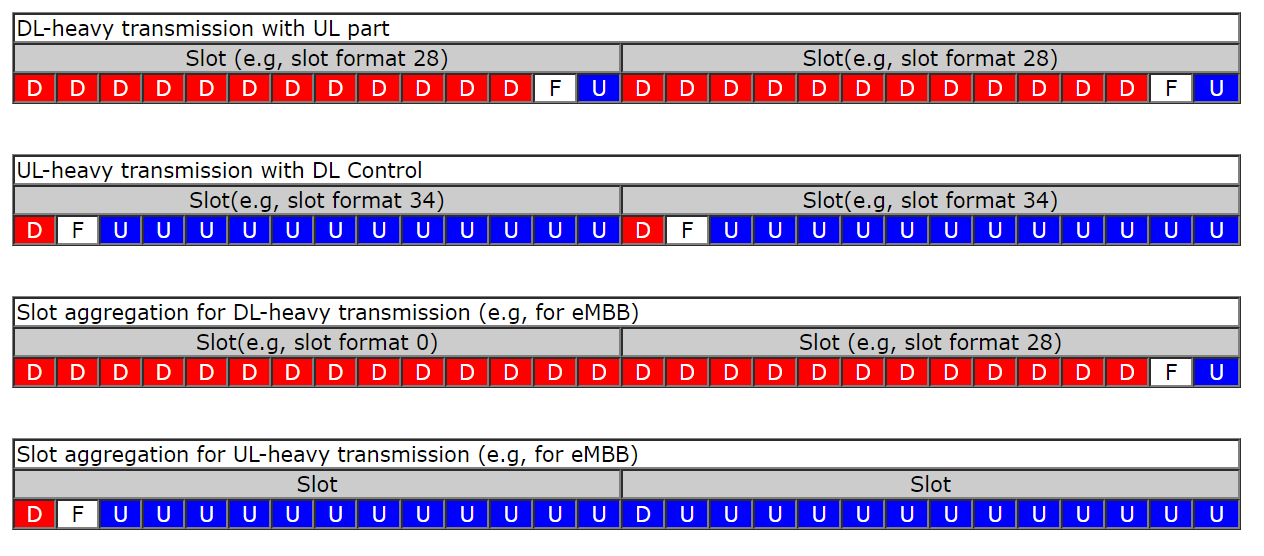 DL-heavy transmission with UL part
Slot (e.g, slot format 28) Slot(e.g, slot format 28)
D D D D D D D D D D D D F U D D D D D D D D D D D D F U
UL-heavy transmission with DL Control
Slot(e.g, slot format 34) Slot(e.g, slot format 34)
D F U U U U U U U U U U U U D F U U U U U U U U U U U U
Slot aggregation for DL-heavy transmission (e.g, for eMBB)
Slot(e.g, slot format 0) Slot (e.g, slot format 28)
D D D D D D D D D D D D D D D D D D D D D D D D D D F U
Slot aggregation for UL-heavy transmission (e.g, for eMBB)
Slot Slot
D F U U U U U U U U U U U U D U U U U U U U U U U U U U